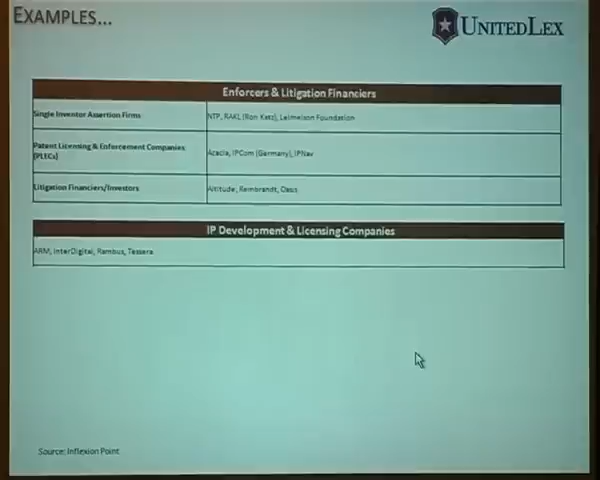 EXAMPLES...
UNITEDLEX
Enforcers & Litigation Financiers
Single Inventor Assertion Firms
NTP, RAKL (Ron Katz), Lemelson Foundation
Patent Licensing & Enforcement Companies
(PLECs)
Acacia, IPCom (Germany), IPNav
Litigation Financiers/Investors
Altitude, Rembrandt, Oasis
IP Development & Licensing Companies
ARM, InterDigital, Rambus, Tessera
Source: Inflexion Point